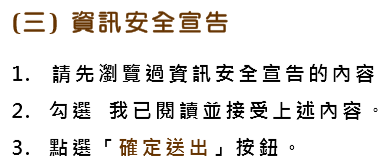 (三) 資訊安全宣告
1. 請先瀏覽過資訊安全宣告的內容
2. 勾選 我已閱讀並接受上述內容。
3. 點選「確定送出」按鈕。